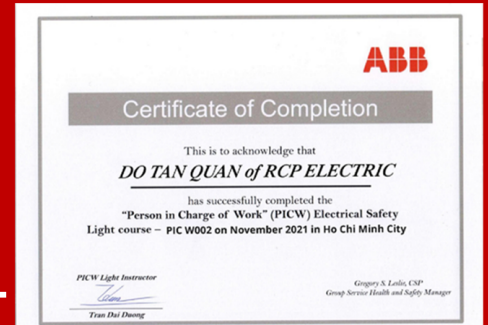 ABB
Certificate of Completion
This is to acknowledge that
DO TAN QUAN of RCP ELECTRIC
has successfully completed the
“Person in Charge of Work” (PICW) Electrical Safety
Light course – PIC W002 on November 2021 in Ho Chi Minh City
PICW Light Instructor
Gregory S. Leslie, CSP
Group Service Health and Safety Manager
Tran Dai Duong